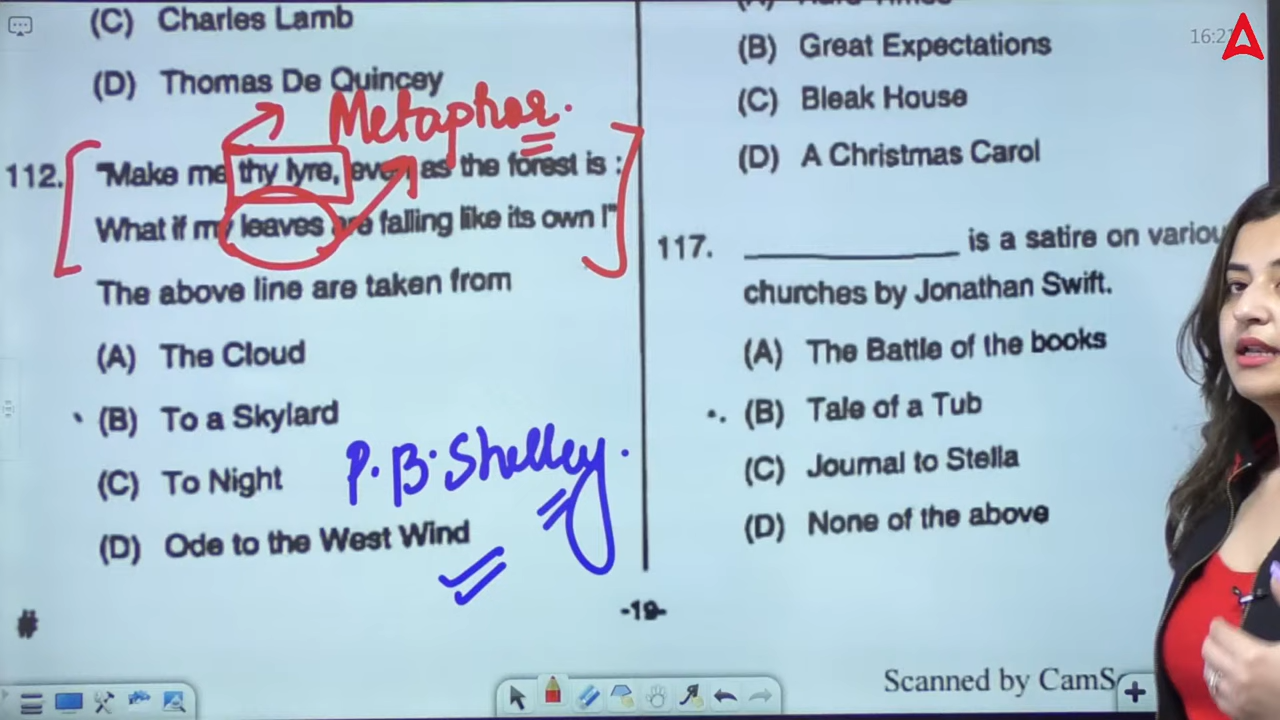 (C) Charles Lamb
(D) Thomas De Quincey
Metaphor.
112. "Make me thy lyre, even as the forest is :
What if my leaves are falling like its own !"
The above line are taken from
(A) The Cloud
(B) To a Skylard
(C) To Night
P.B.Shelley.
(D) Ode to the West Wind
#
(B) Great Expectations
(C) Bleak House
(D) A Christmas Carol
117. ____________ is a satire on
churches by Jonathan Swift.
(A) The Battle of the books
(B) Tale of a Tub
(C) Journal to Stella
(D) None of the above
-19-
Scanned by CamS